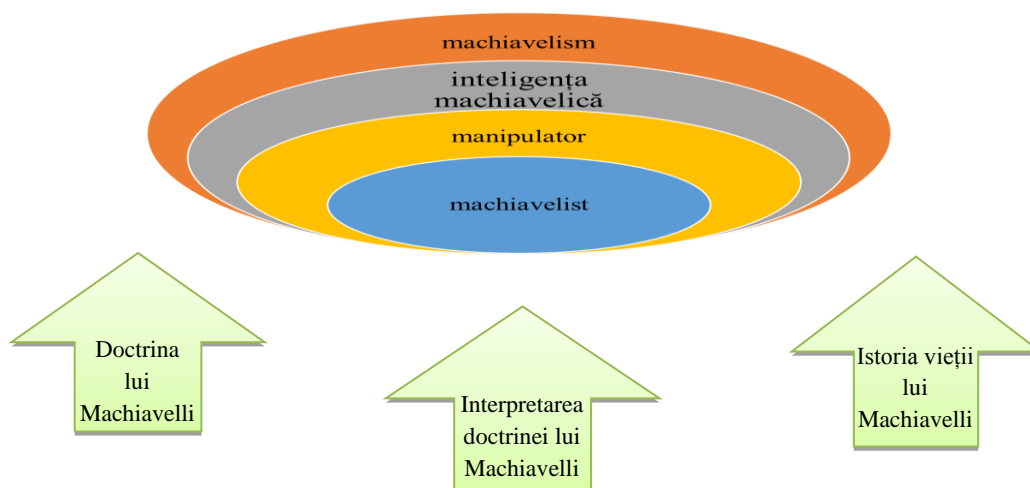 machiavelism
inteligența
machiavelică
manipulator
machiavelist
Doctrina
lui
Machiavelli
Interpretarea
doctrinei lui
Machiavelli
Istoria vieții
lui
Machiavelli